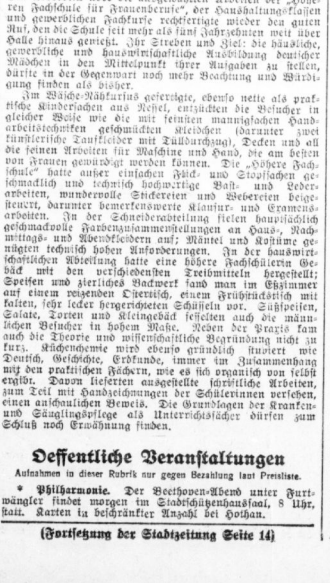 ren Fachschule für Frauenberufe", der Haushaltungsklassen
und gewerblichen Fachkurse rechtfertigte wieder den guten
Ruf, den die Schule seit mehr als fünf Jahrzehnten weit über
Halle hinaus genießt. Ihr Streben und Ziel: die häusliche,
gewerbliche und hauswirtschaftliche Ausbildung deutscher
Mädchen in den Mittelpunkt ihrer Aufgaben zu stellen,
dürfte in der Gegenwart noch mehr Beachtung und Würdi-
gung finden als bisher.
Im Wäsche-Nähkursus gefertigte, ebenso nette als prak-
tische Kindersachen aus Nessel, entzückten die Besucher in
gleicher Weise wie die mit feinsten mannigfachen Hand-
arbeitstechniken geschmückten Kleidchen (darunter zwei
künstlerische Taufkleider mit Tülldurchzug), Decken und all
die feinen Arbeiten für Maschine und Hand, die am besten
von Frauen gewürdigt werden können. Die „Höhere Fach-
schule" hatte außer einfachen Flick- und Stopfsachen ge-
schmacklich und technisch hochwertige Bast- und Leder-
arbeiten, wundervolle Stickereien und Webereien beige-
steuert, darunter bemerkenswerte Klausur- und Examens-
arbeiten. In der Schneiderabteilung fielen hauptsächlich
geschmackvolle Farbenzusammenstellungen an Haus-, Nach-
mittags- und Abendkleidern auf; Mäntel und Kostüme ge-
nügten technisch hohen Anforderungen. In der hauswirt-
schaftlichen Abteilung hatte eine höhere Fachschülerin Ge-
bäck mit den verschiedensten Treibmitteln hergestellt;
Speisen und zierliches Backwerk fand man im Eßzimmer
auf einem reizenden Ostertisch, einem Frühstückstisch mit
kalten, sehr lecker hergerichteten Schüsseln vor. Süßspeisen,
Salate, Torten und Kleingebäck fesselten auch die männ-
lichen Besucher in hohem Maße. Neben der Praxis kam
auch die Theorie und wissenschaftliche Begründung nicht zu
kurz. Küchenchemie wird ebenso gründlich studiert wie
Deutsch, Geschichte, Erdkunde, immer im Zusammenhang
mit den praktischen Fächern, wie es sich organisch von selbst
ergibt. Davon lieferten ausgestellte schriftliche Arbeiten,
zum Teil mit Handzeichnungen der Schülerinnen versehen,
einen anschaulichen Beweis. Die Grundlagen der Kranken-
und Säuglingspflege als Unterrichtsfächer dürfen zum
Schluß noch Erwähnung finden.
Oeffentliche Veranstaltungen
Aufnahmen in dieser Rubrik nur gegen Bezahlung laut Preisliste.
* Philharmonie. Der Beethoven-Abend unter Furt-
wängler findet morgen im Stadtschützenhaussaal, 8 Uhr,
statt. Karten in beschränkter Anzahl bei Hothan.
(Fortsetzung der Stadtzeitung Seite 14)